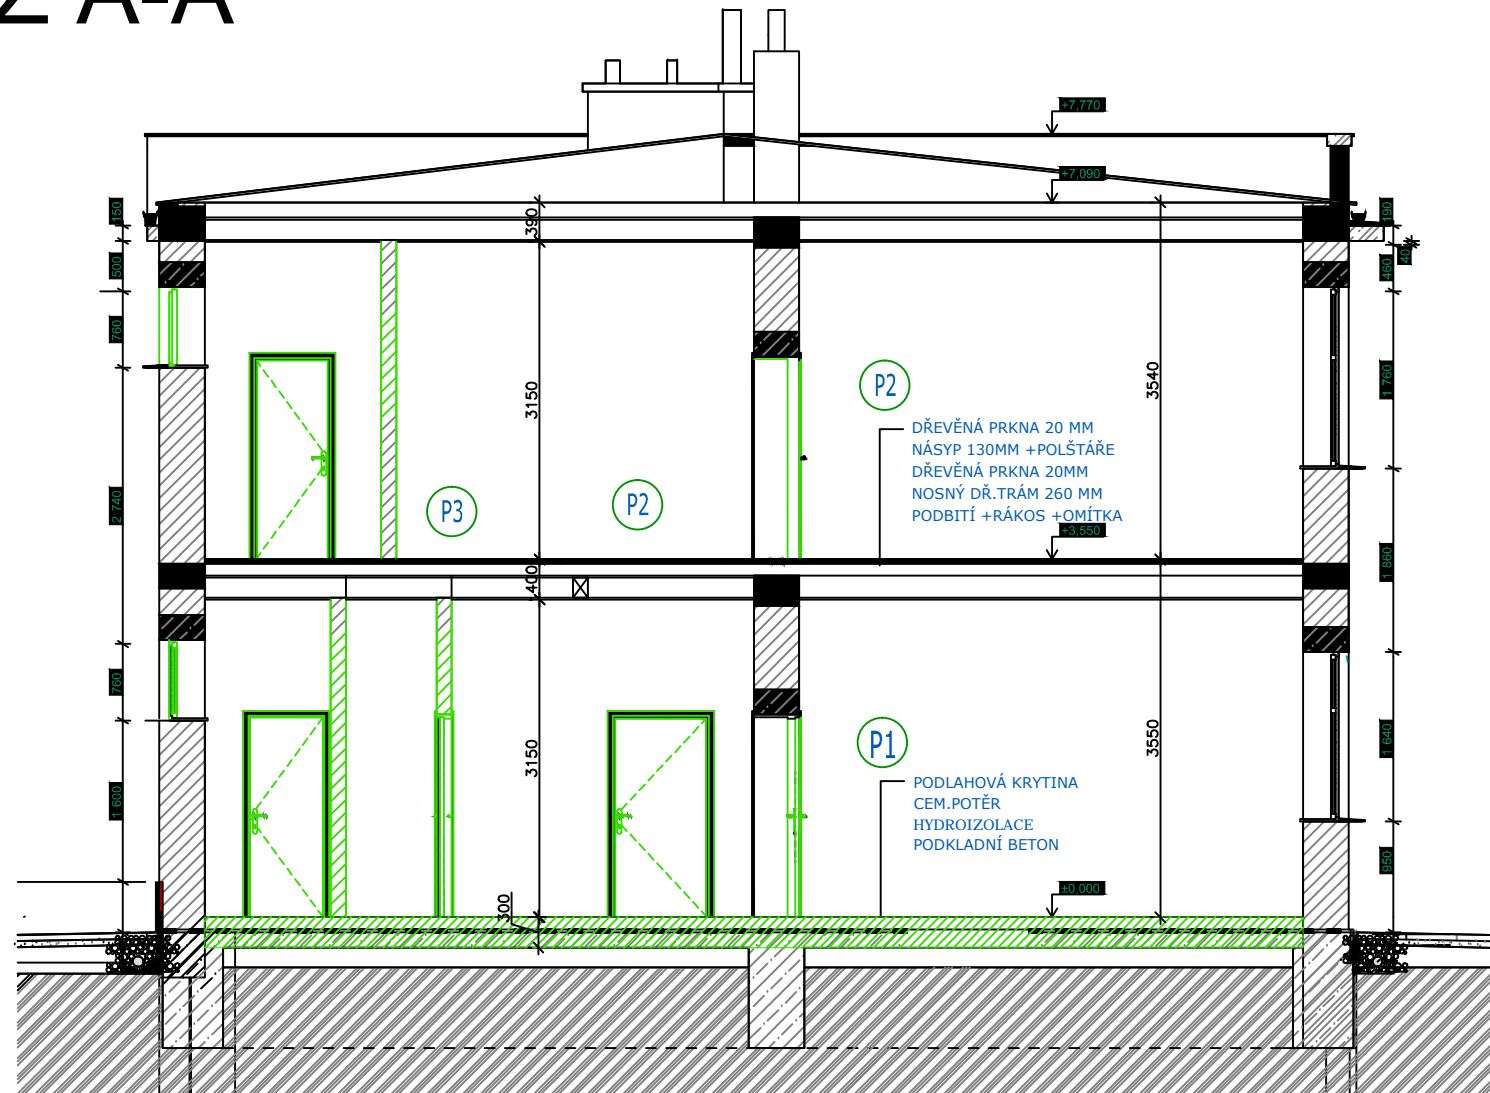 Z A-A
+7,770
+7,090
150
390
190
500
460
40
760
3150
3540
1 760
P2
DŘEVĚNÁ PRKNA 20 MM
NÁSYP 130MM +POLŠTÁŘE
DŘEVĚNÁ PRKNA 20MM
NOSNÝ DŘ.TRÁM 260 MM
PODBITÍ +RÁKOS +OMÍTKA
P3
P2
2 740
+3,550
400
1 860
760
3150
3550
1 640
P1
PODLAHOVÁ KRYTINA
CEM.POTĚR
HYDROIZOLACE
PODKLADNÍ BETON
1 600
950
±0,000
300